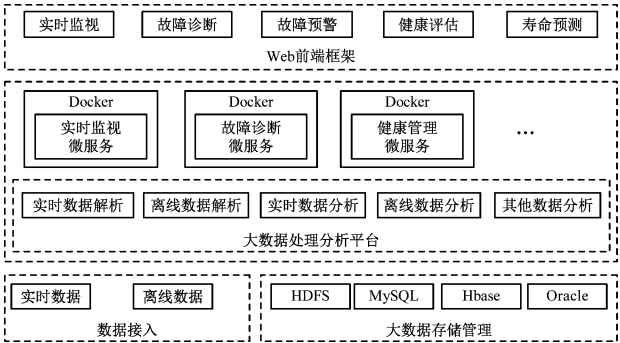 实时监视 故障诊断 故障预警 健康评估 寿命预测
Web前端框架
Docker Docker Docker
实时监视 故障诊断 健康管理
微服务 微服务 微服务 …
实时数据解析 离线数据解析 实时数据分析 离线数据分析 其他数据分析
大数据处理分析平台
实时数据 离线数据 HDFS MySQL Hbase Oracle
数据接入 大数据存储管理